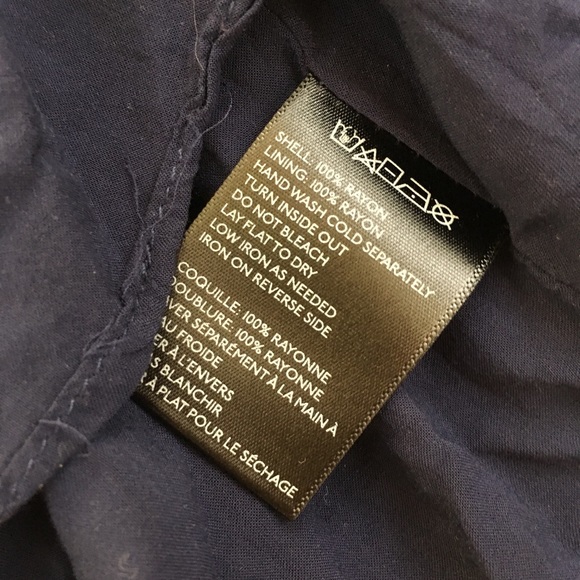 SHELL: 100% RAYON
LINING: 100% RAYON
HAND WASH COLD SEPARATELY
TURN INSIDE OUT
DO NOT BLEACH
LAY FLAT TO DRY
LOW IRON AS NEEDED
IRON ON REVERSE SIDE
COQUILLE: 100% RAYONNE
DOUBLURE: 100% RAYONNE
SÉPARÉMENT À LA MAIN À
FROIDE
À L'ENVERS
BLANCHIR
À PLAT POUR LE SÉCHAGE